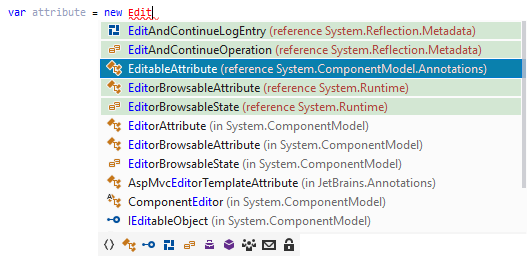 var attribute = new Edit
EditAndContinueLogEntry (reference System.Reflection.Metadata)
EditAndContinueOperation (reference System.Reflection.Metadata)
EditableAttribute (reference System.ComponentModel.Annotations)
EditorBrowsableAttribute (reference System.Runtime)
EditorBrowsableState (reference System.Runtime)
EditorAttribute (in System.ComponentModel)
EditorBrowsableAttribute (in System.ComponentModel)
EditorBrowsableState (in System.ComponentModel)
AspMvcEditorTemplateAttribute (in JetBrains.Annotations)
ComponentEditor (in System.ComponentModel)
IEditableObject (in System.ComponentModel)